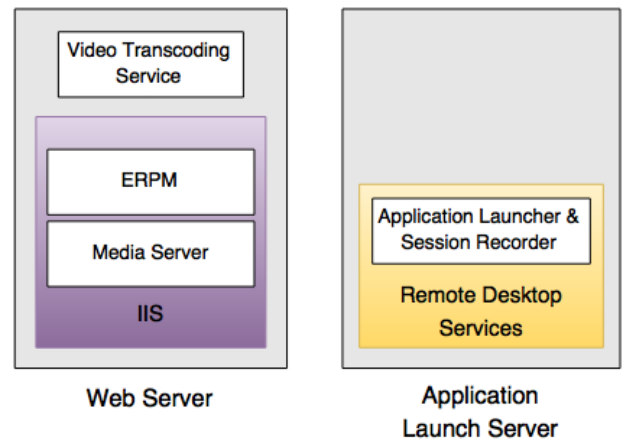 Video Transcoding
Service
ERPM
Media Server
IIS
Web Server
Application Launcher &
Session Recorder
Remote Desktop
Services
Application
Launch Server